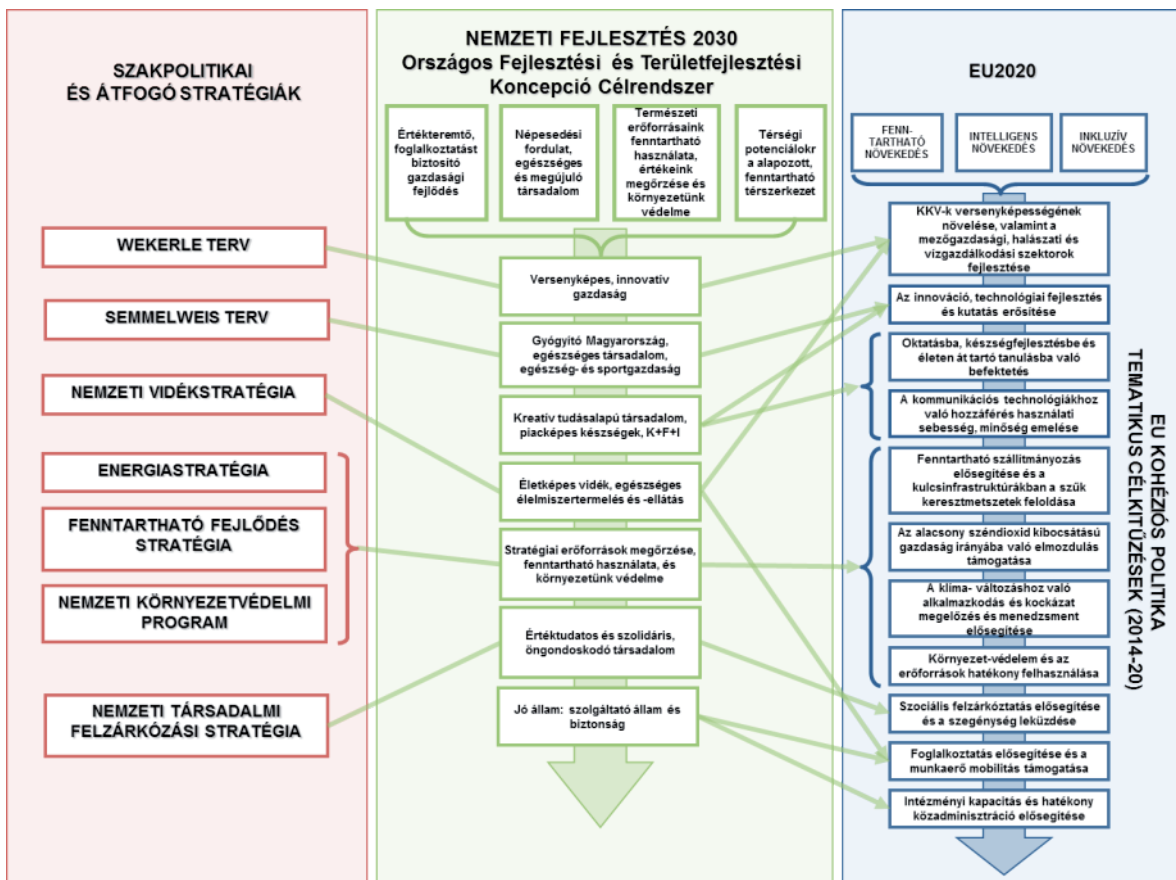 SZAKPOLITIKAI
ÉS ÁTFOGÓ STRATÉGIÁK
WEKERLE TERV
SEMMELWEIS TERV
NEMZETI VIDÉKSTRATÉGIA
ENERGIASTRATÉGIA
FENNTARTHATÓ FEJLŐDÉS
STRATÉGIA
NEMZETI KÖRNYEZETVÉDELMI
PROGRAM
NEMZETI TÁRSADALMI
FELZÁRKÓZÁSI STRATÉGIA
NEMZETI FEJLESZTÉS 2030
Országos Fejlesztési és Területfejlesztési
Koncepció Célrendszer
Értékteremtő,
foglalkoztatást
biztosító
gazdasági
fejlődés
Népesedési
fordulat,
egészséges
és megújuló
társadalom
Természeti
erőforrásaink
fenntartható
használata,
értékeink
megőrzése és
környezetünk
védelme
Térségi
potenciálokr
a alapozott,
fenntartható
térszerkezet
Versenyképes, innovatív
gazdaság
Gyógyító Magyarország,
egészséges társadalom,
egészség- és sportgazdaság
Kreatív tudásalapú társadalom,
piacképes készségek, K+F+I
Életképes vidék, egészséges
élelmiszertermelés és -ellátás
Stratégiai erőforrások megőrzése,
fenntartható használata, és
környezetünk védelme
Értéktudatos és szolidáris,
öngondoskodó társadalom
Jó állam: szolgáltató állam és
biztonság
EU2020
FENN-
TARTHATÓ
NÖVEKEDÉS
INTELLIGENS
NÖVEKEDÉS
INKLUZÍV
NÖVEKEDÉS
KKV-k versenyképességének
növelése, valamint a
mezőgazdasági, halászati és
vízgazdálkodási szektorok
fejlesztése
Az innováció, technológiai fejlesztés
és kutatás erősítése
Oktatásba, készségfejlesztésbe és
életen át tartó tanulásba való
befektetés
A kommunikációs technológiákhoz
való hozzáférés használati
sebesség, minőség emelése
Fenntartható szállítmányozás
elősegítése és a
kulcsinfrastruktúrákban a szűk
keresztmetszetek feloldása
Az alacsony széndioxid kibocsátású
gazdaság irányába való elmozdulás
támogatása
A klíma- változáshoz való
alkalmazkodás és kockázat
megelőzés és menedzsment
elősegítése
Környezet-védelem és az
erőforrások hatékony felhasználása
Szociális felzárkóztatás elősegítése
és a szegénység leküzdése
Foglalkoztatás elősegítése és a
munkaerő mobilitás támogatása
Intézményi kapacitás és hatékony
közadminisztráció elősegítése
EU KOHÉZIÓS POLITIKA
TEMATIKUS CÉLKITŰZÉSEK (2014-20)